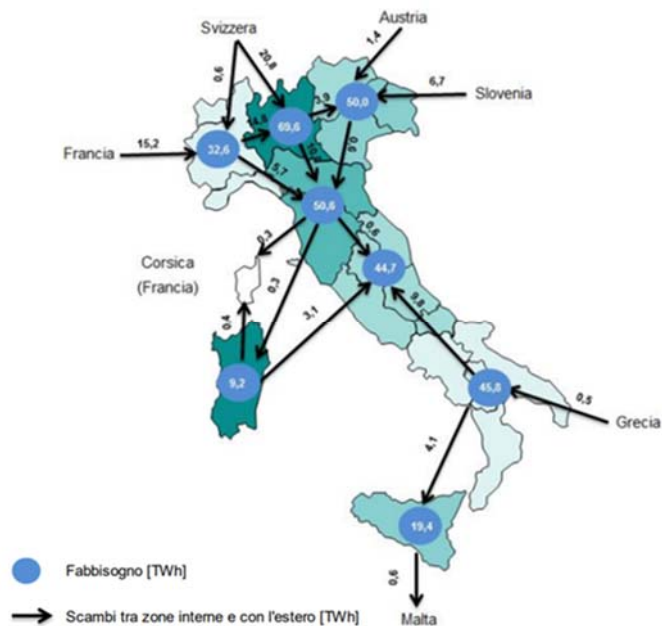 Austria
Svizzera
1,4
20,8
0,6
6,7
Slovenia
3,9
50,0
69,6
Francia
15,2
32,6
5,7
50,6
0,6
0,3
Corsica
(Francia)
44,7
0,3
3,1
9,8
0,4
9,2
45,8
0,5
Grecia
4,1
19,4
Fabbisogno [TWh]
0,6
Scambi tra zone interne e con l'estero [TWh]
Malta